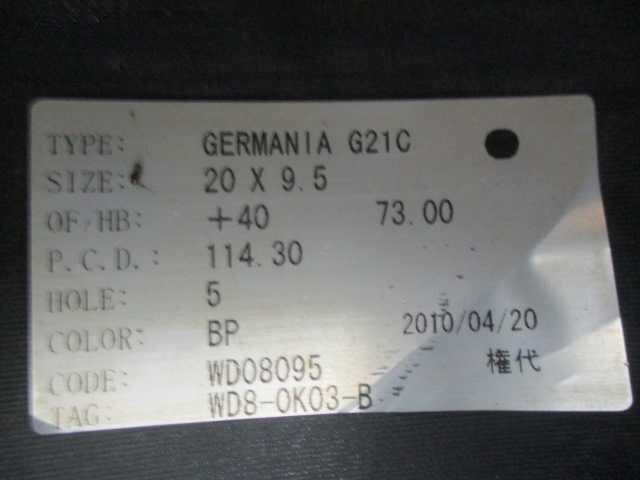 TYPE: GERMANIA G21C
SIZE: 20 X 9.5
OF/HB: +40 73.00
P.C.D.: 114.30
HOLE: 5
COLOR: BP 2010/04/20
CODE: WD08095 権代
TAG: WD8-0K03-B